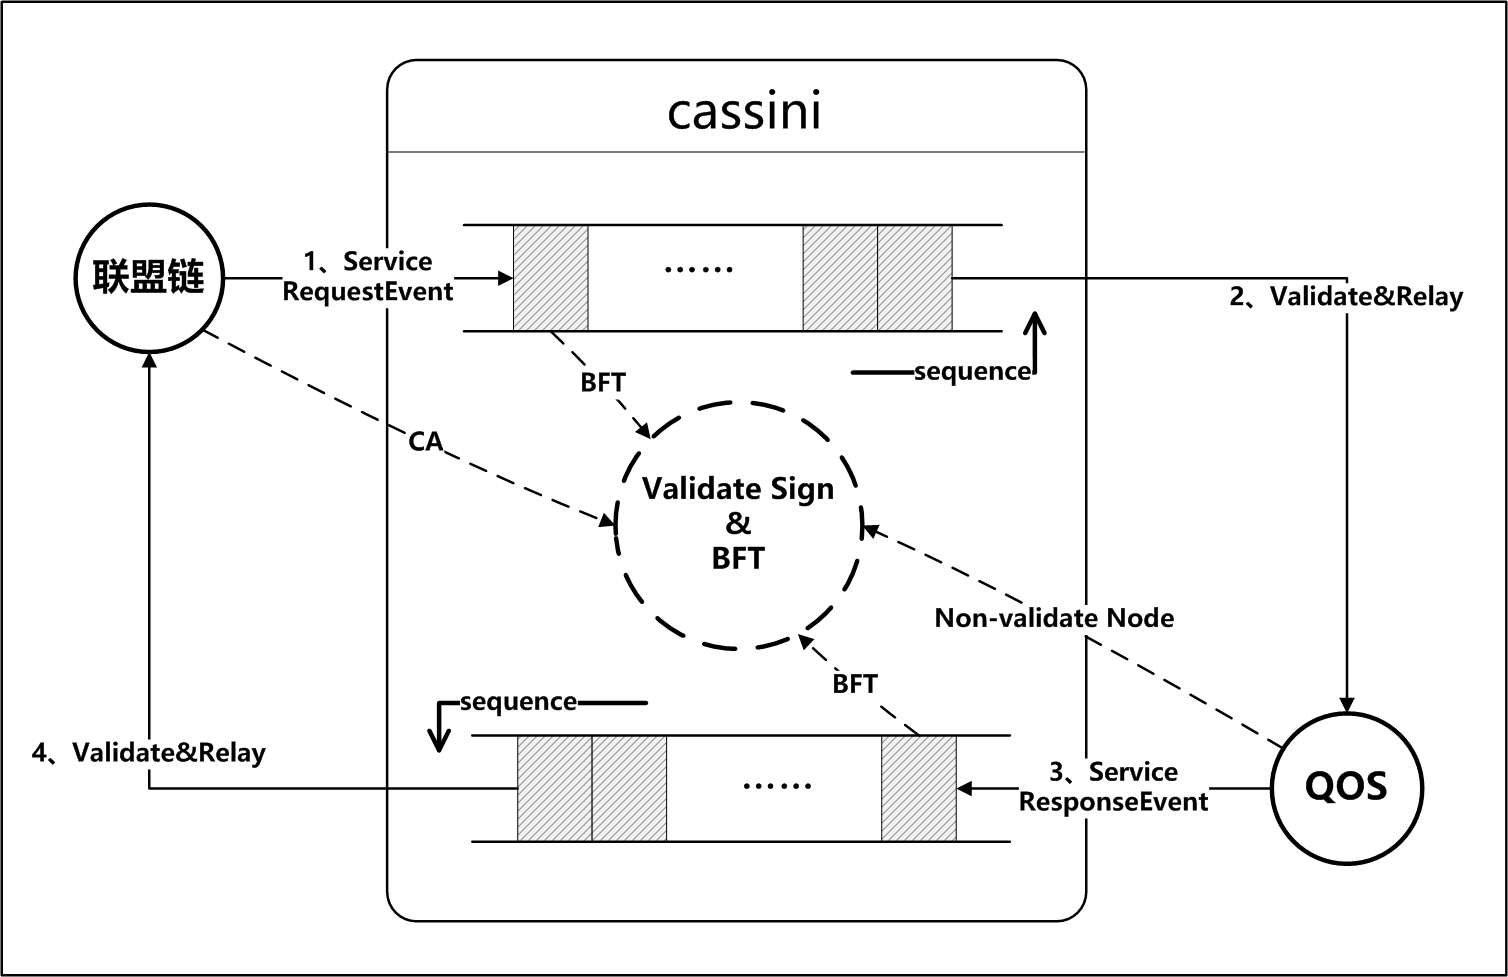 cassini
联盟链
1、Service
RequestEvent
……
2、Validate&Relay
sequence
BFT
CA
Validate Sign
&
BFT
Non-validate Node
BFT
sequence
4、Validate&Relay
……
3、Service
ResponseEvent
QOS